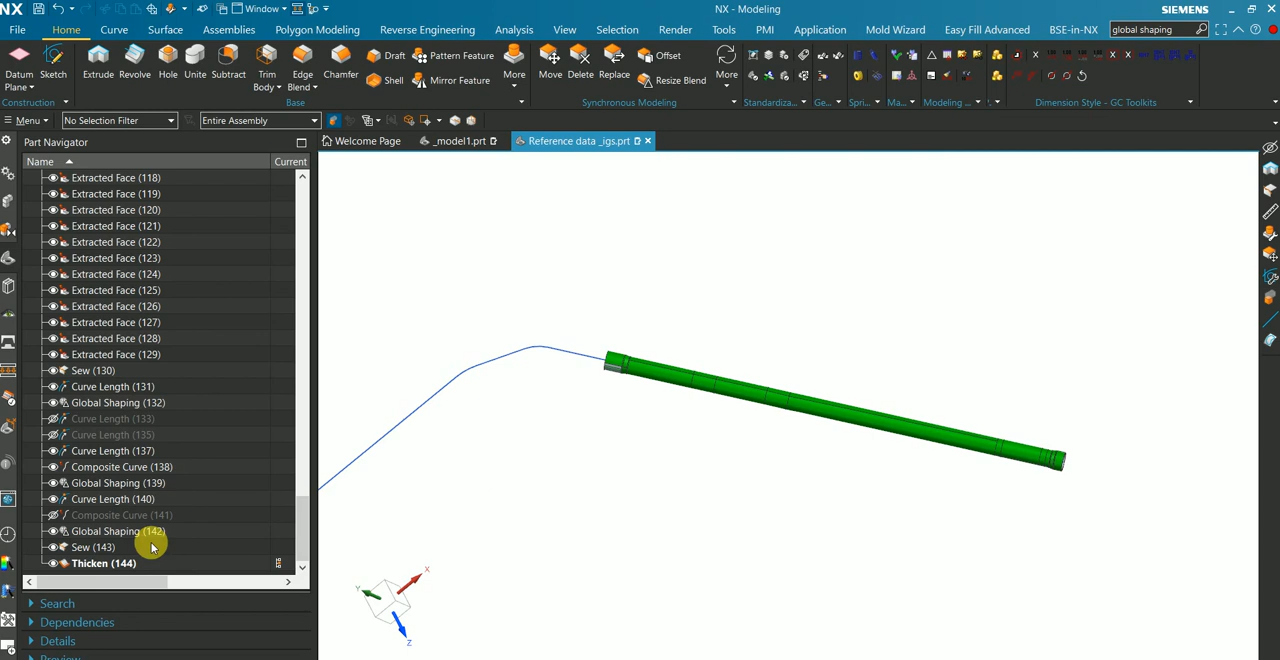 NX Window NX - Modeling SIEMENS
File Home Curve Surface Assemblies Polygon Modeling Reverse Engineering Analysis View Selection Render Tools PMI Application Mold Wizard Easy Fill Advanced BSE-in-NX global shaping
Datum Plane Sketch Extrude Revolve Hole Unite Subtract Trim Body Edge Blend Chamfer Draft Shell Pattern Feature Mirror Feature More Move Delete Replace Offset Resize Blend More
Construction Base Synchronous Modeling Standardiza... Ge... Spri... Ma... Modeling ... Dimension Style - GC Toolkits
Menu No Selection Filter Entire Assembly
Part Navigator Welcome Page _model1.prt Reference data _igs.prt
Name Current
Extracted Face (118)
Extracted Face (119)
Extracted Face (120)
Extracted Face (121)
Extracted Face (122)
Extracted Face (123)
Extracted Face (124)
Extracted Face (125)
Extracted Face (126)
Extracted Face (127)
Extracted Face (128)
Extracted Face (129)
Sew (130)
Curve Length (131)
Global Shaping (132)
Curve Length (133)
Curve Length (135)
Curve Length (137)
Composite Curve (138)
Global Shaping (139)
Curve Length (140)
Composite Curve (141)
Global Shaping (142)
Sew (143)
Thicken (144)
Search
Dependencies
Details
Preview
X
Y
Z